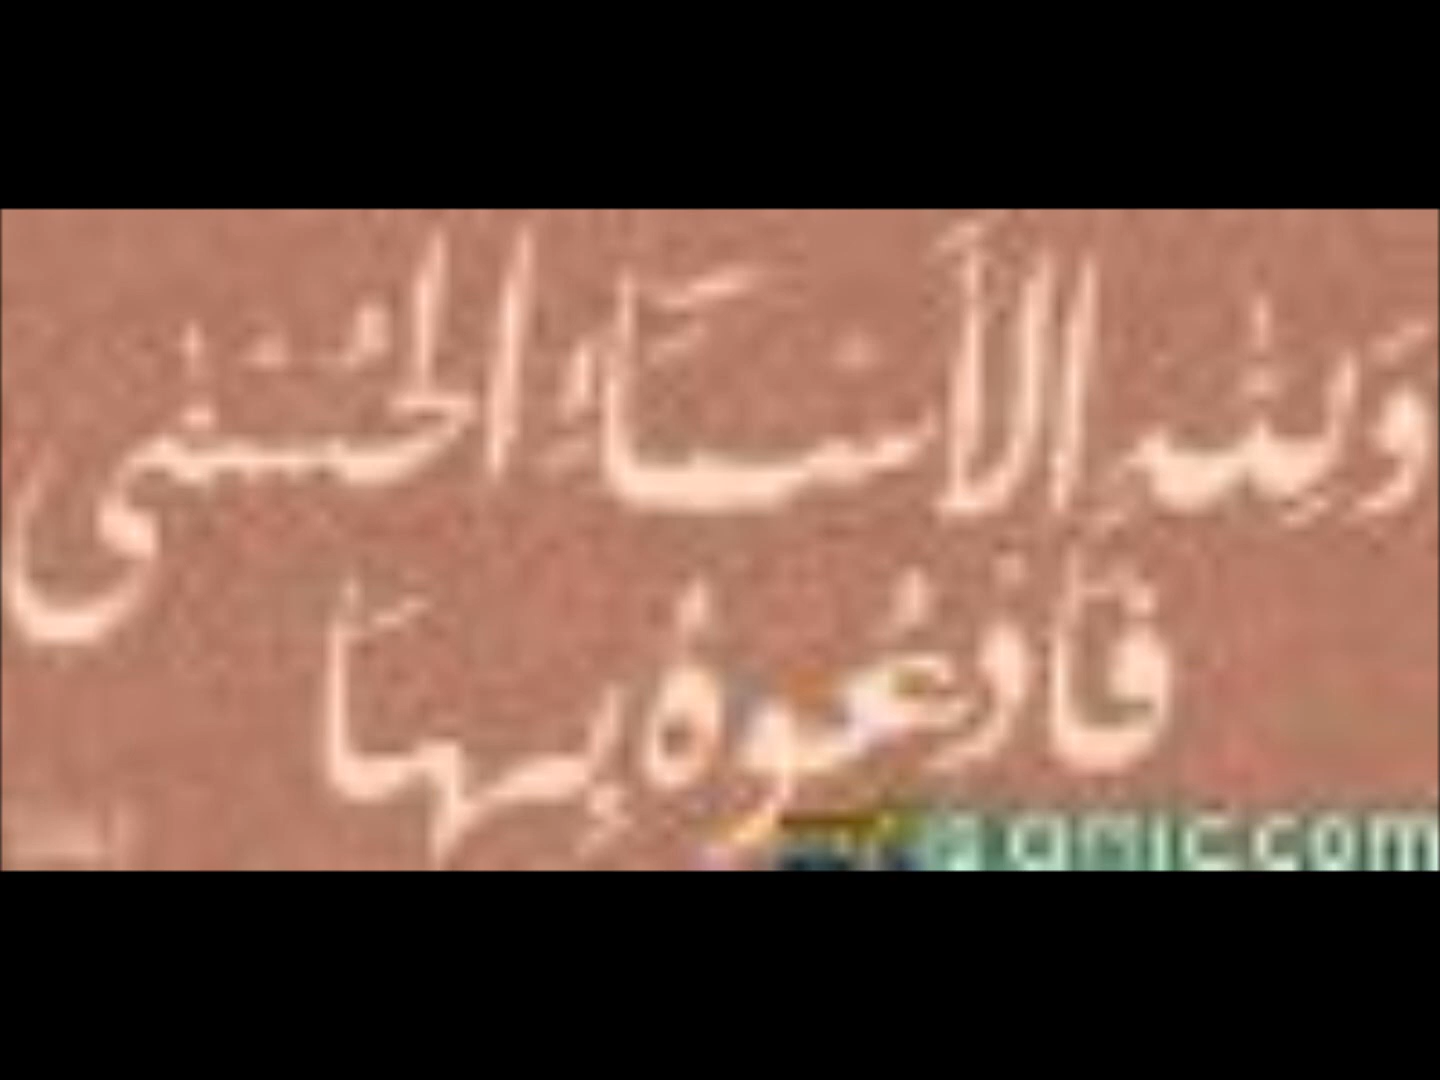 وَلِلَّهِ الْأَسْمَاءُ الْحُسْنَىٰ
فَادْعُوهُ بِهَا